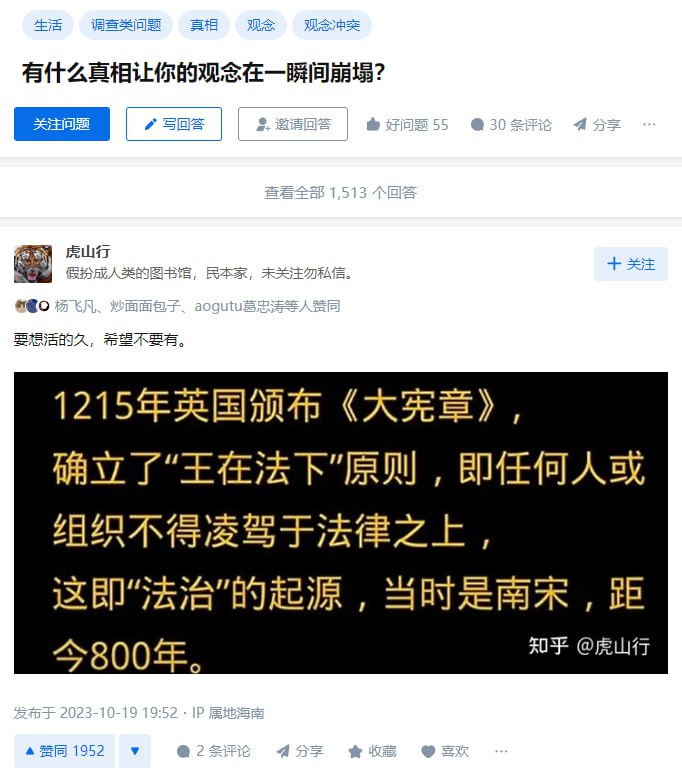 生活 调查类问题 真相 观念 观念冲突
有什么真相让你的观念在一瞬间崩塌？
关注问题 写回答 邀请回答 好问题 55 30 条评论 分享 ...
查看全部 1,513 个回答
虎山行
假扮成人类的图书馆，民本家，未关注勿私信。
+ 关注
杨飞凡、炒面面包子、aogutu葛忠涛等人赞同
要想活的久，希望不要有。
1215年英国颁布《大宪章》,
确立了“王在法下”原则，即任何人或
组织不得凌驾于法律之上，
这即“法治”的起源，当时是南宋，距
今800年。
知乎 @虎山行
发布于 2023-10-19 19:52 · IP 属地海南
赞同 1952 2 条评论 分享 收藏 喜欢 ...